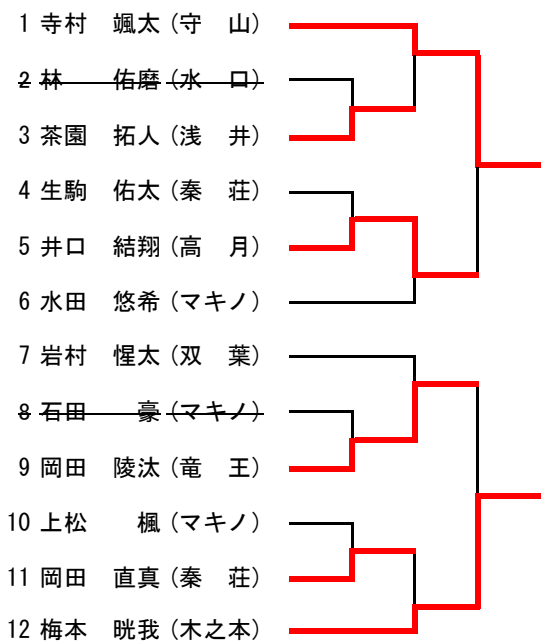 1 寺村　颯太（守　山）
2 林　　佑磨（水　口）
3 茶園　拓人（浅　井）
4 生駒　佑太（秦　荘）
5 井口　結翔（高　月）
6 水田　悠希（マキノ）
7 岩村　惺太（双　葉）
8 石田　　豪（マキノ）
9 岡田　陵汰（竜　王）
10 上松　　楓（マキノ）
11 岡田　直真（秦　荘）
12 梅本　晄我（木之本）